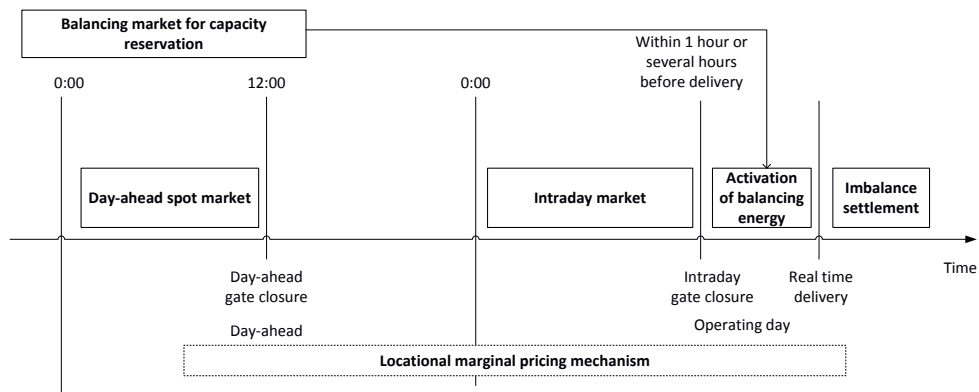 Balancing market for capacity
reservation
Within 1 hour or
several hours
before delivery
0:00
12:00
0:00
Day-ahead spot market
Intraday market
Activation
of balancing
energy
Imbalance
settlement
Time
Day-ahead
gate closure
Intraday
gate closure
Real time
delivery
Day-ahead
Operating day
Locational marginal pricing mechanism